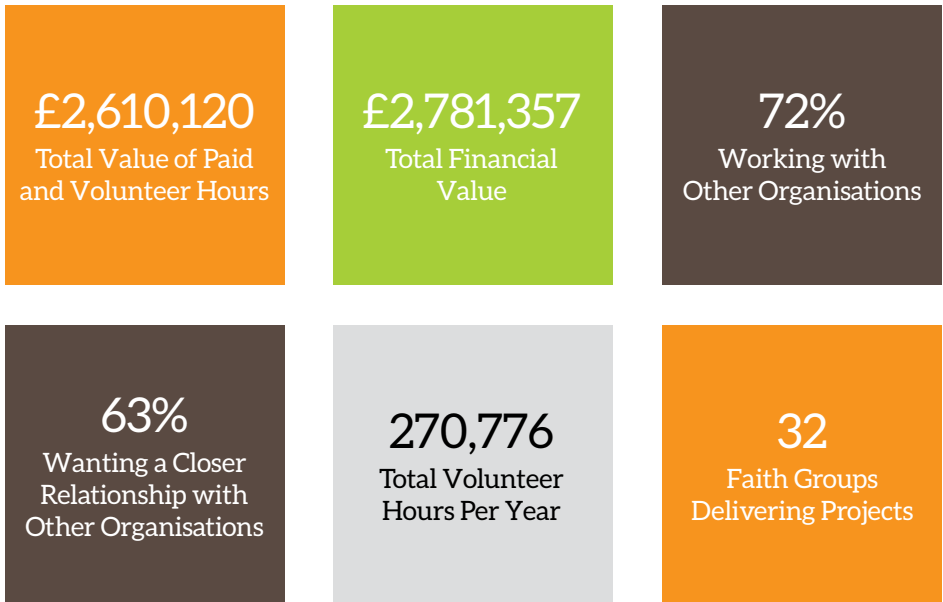 £2,610,120
Total Value of Paid
and Volunteer Hours
£2,781,357
Total Financial
Value
72%
Working with
Other Organisations
63%
Wanting a Closer
Relationship with
Other Organisations
270,776
Total Volunteer
Hours Per Year
32
Faith Groups
Delivering Projects